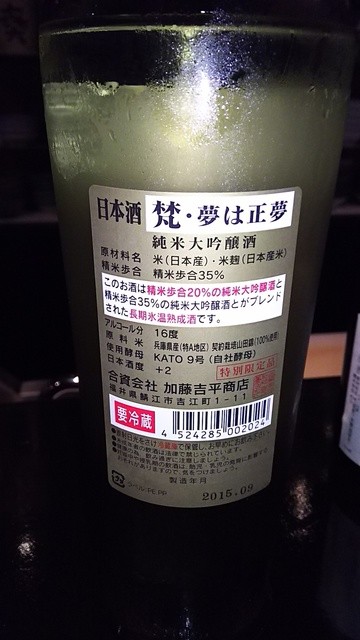 日本酒 梵・夢は正夢
純米大吟醸酒
原材料名 米(日本産)・米麹(日本産米)
精米歩合 精米歩合35%
このお酒は精米歩合20%の純米大吟醸酒と
精米歩合35%の純米大吟醸酒とがブレンド
された長期氷温熟成酒です。
アルコール分 16度
原料米 兵庫県産(特A地区)契約栽培山田錦(100%使用)
使用酵母 KATO 9号(自社酵母)
日本酒度 +2
特別限定品
合資会社 加藤吉平商店
福井県鯖江市吉江町1-11
要冷蔵
4 524285 002024
製造年月
2015.09
ラベル:PE,PP